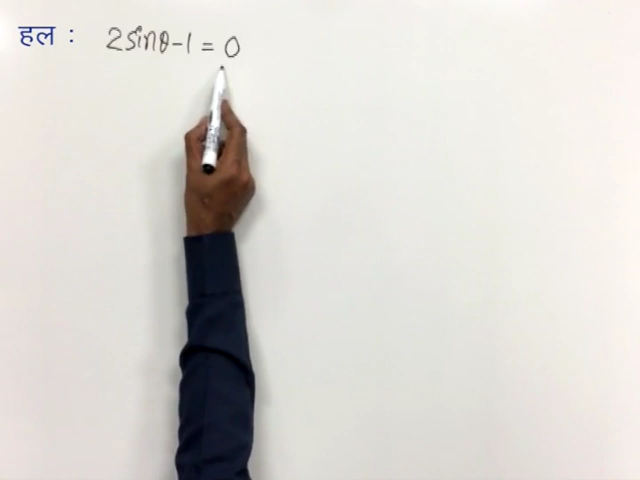 हल : 2sinθ-1 = 0